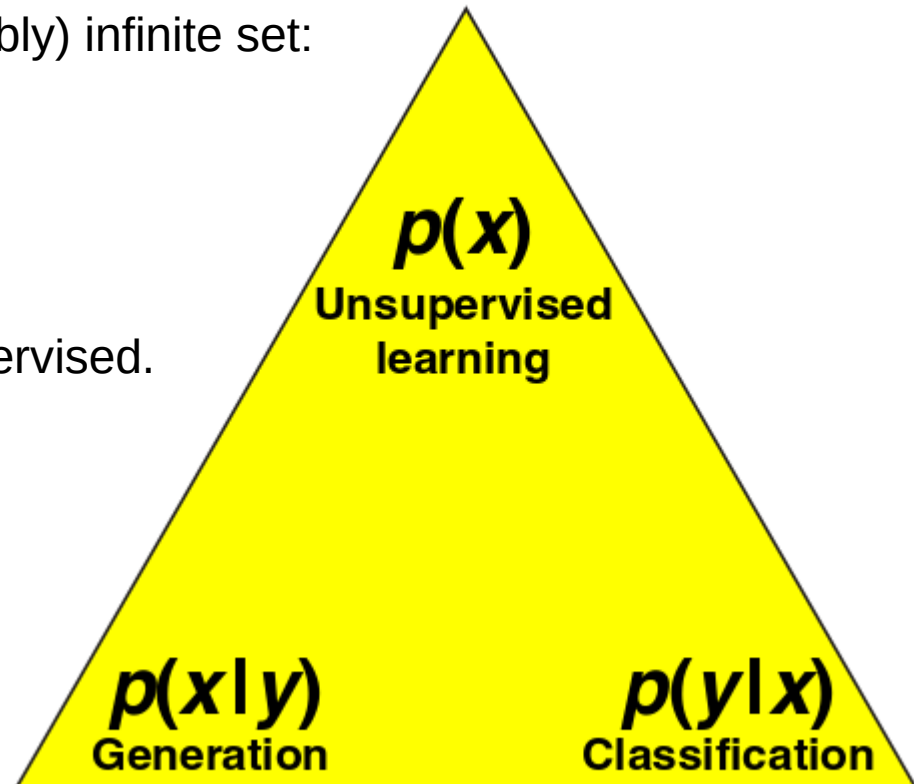 bly) infinite set:
p(x)
Unsupervised
learning
ervised.
p(x|y)
Generation
p(y|x)
Classification